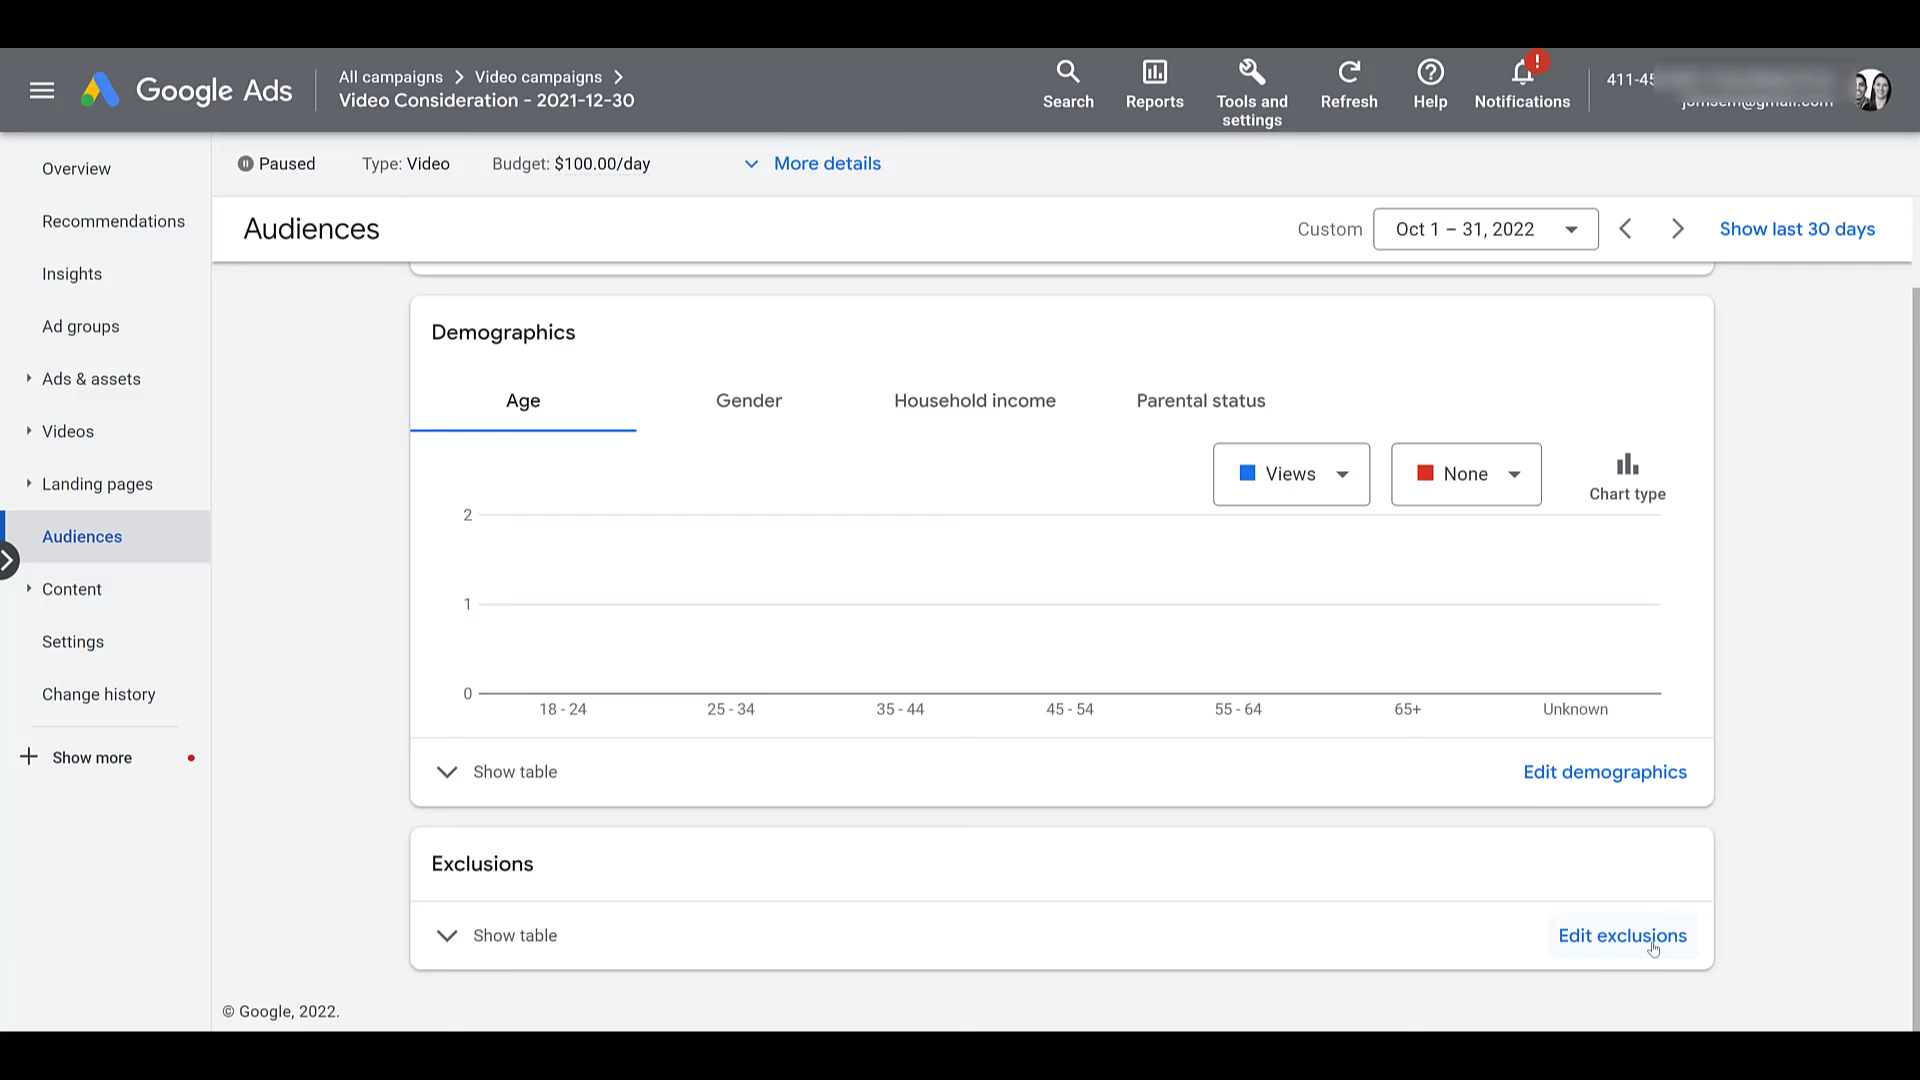 Google Ads
All campaigns > Video campaigns >
Video Consideration - 2021-12-30
Search
Reports
Tools and
settings
Refresh
Help
!
Notifications
411-45
Overview
Recommendations
Insights
Ad groups
Ads & assets
Videos
Landing pages
Audiences
Content
Settings
Change history
Show more
Paused
Type: Video
Budget: $100.00/day
More details
Audiences
Custom
Oct 1 – 31, 2022
Show last 30 days
Demographics
Age
Gender
Household income
Parental status
Views
None
Chart type
2
1
0
18 - 24
25 - 34
35 - 44
45 - 54
55 - 64
65+
Unknown
Show table
Edit demographics
Exclusions
Show table
Edit exclusions
© Google, 2022.